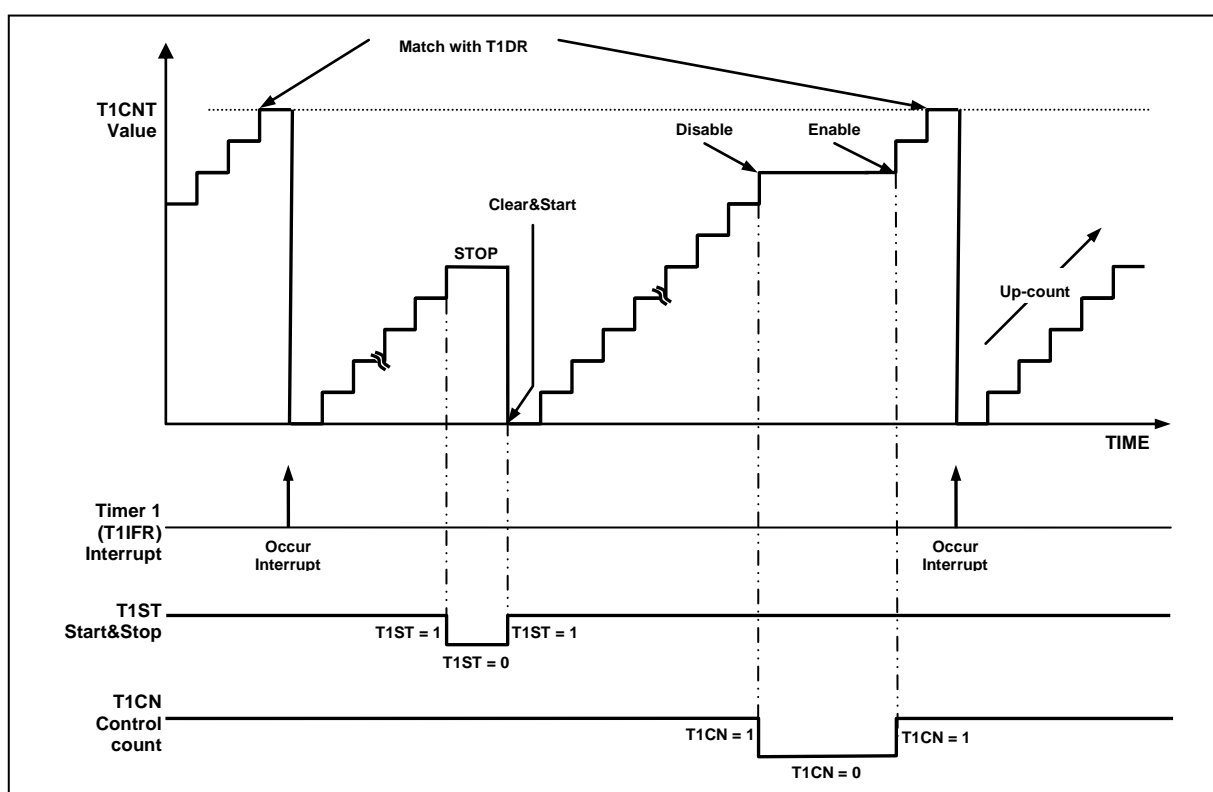 Match with T1DR
T1CNT
Value
Disable
Enable
Clear&Start
STOP
Up-count
TIME
Timer 1
(T1IFR)
Interrupt
Occur
Interrupt
Occur
Interrupt
T1ST
Start&Stop
T1ST = 1
T1ST = 1
T1ST = 0
T1CN
Control
count
T1CN = 1
T1CN = 1
T1CN = 0